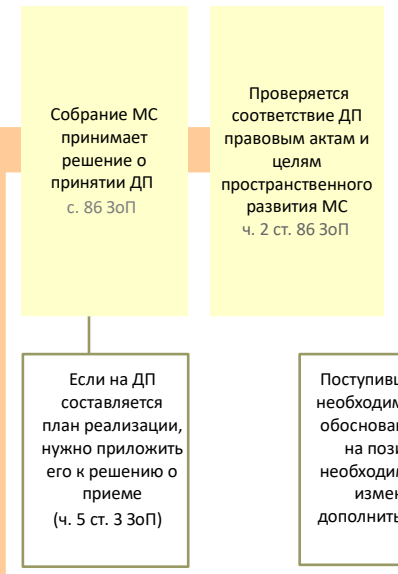 Собрание МС
принимает
решение о
принятии ДП
с. 86 ЗоП
Проверяется
соответствие ДП
правовым актам и
целям
пространственного
развития МС
ч. 2 ст. 86 ЗоП
Если на ДП
составляется
план реализации,
нужно приложить
его к решению о
приеме
(ч. 5 ст. 3 ЗоП)
на